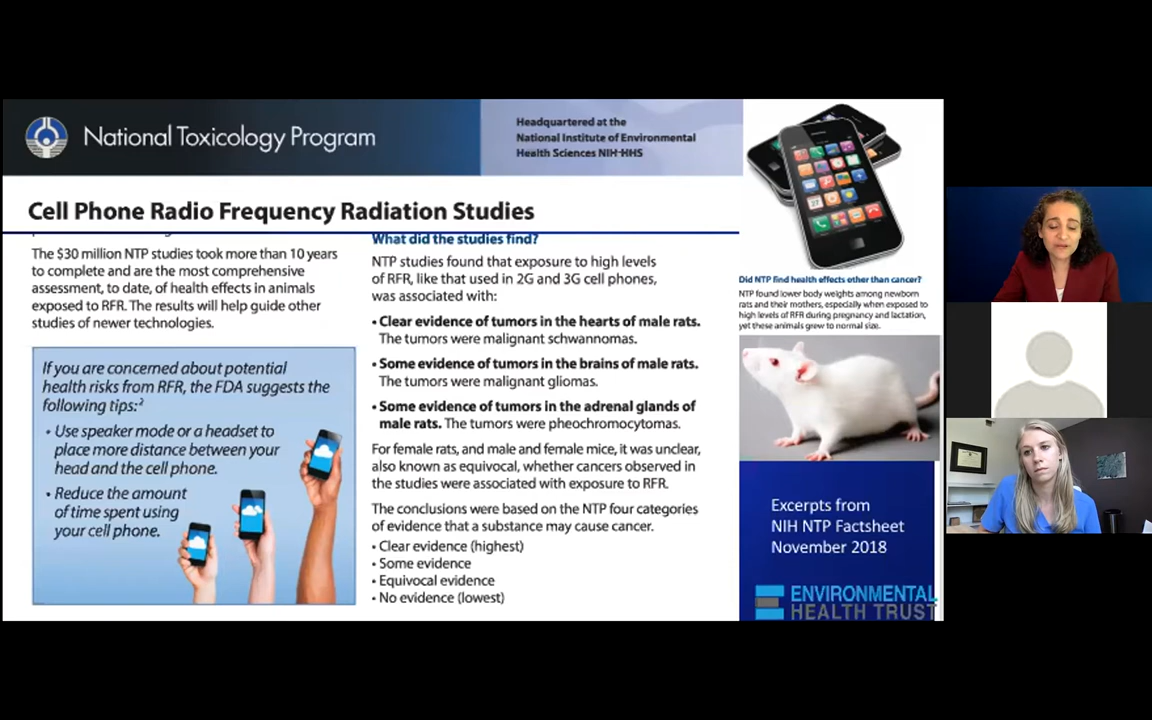 National Toxicology Program
Headquartered at the
National Institute of Environmental
Health Sciences NIH-HHS
Cell Phone Radio Frequency Radiation Studies
The $30 million NTP studies took more than 10 years
to complete and are the most comprehensive
assessment, to date, of health effects in animals
exposed to RFR. The results will help guide other
studies of newer technologies.
If you are concerned about potential
health risks from RFR, the FDA suggests the
following tips:²
• Use speaker mode or a headset to
place more distance between your
head and the cell phone.
• Reduce the amount
of time spent using
your cell phone.
What did the studies find?
NTP studies found that exposure to high levels
of RFR, like that used in 2G and 3G cell phones,
was associated with:
• Clear evidence of tumors in the hearts of male rats.
The tumors were malignant schwannomas.
• Some evidence of tumors in the brains of male rats.
The tumors were malignant gliomas.
• Some evidence of tumors in the adrenal glands of
male rats. The tumors were pheochromocytomas.
For female rats, and male and female mice, it was unclear,
also known as equivocal, whether cancers observed in
the studies were associated with exposure to RFR.
The conclusions were based on the NTP four categories
of evidence that a substance may cause cancer.
• Clear evidence (highest)
• Some evidence
• Equivocal evidence
• No evidence (lowest)
Did NTP find health effects other than cancer?
NTP found lower body weights among newborn
rats and their mothers, especially when exposed to
high levels of RFR during pregnancy and lactation,
yet these animals grew to normal size.
Excerpts from
NIH NTP Factsheet
November 2018
ENVIRONMENTAL
HEALTH TRUST